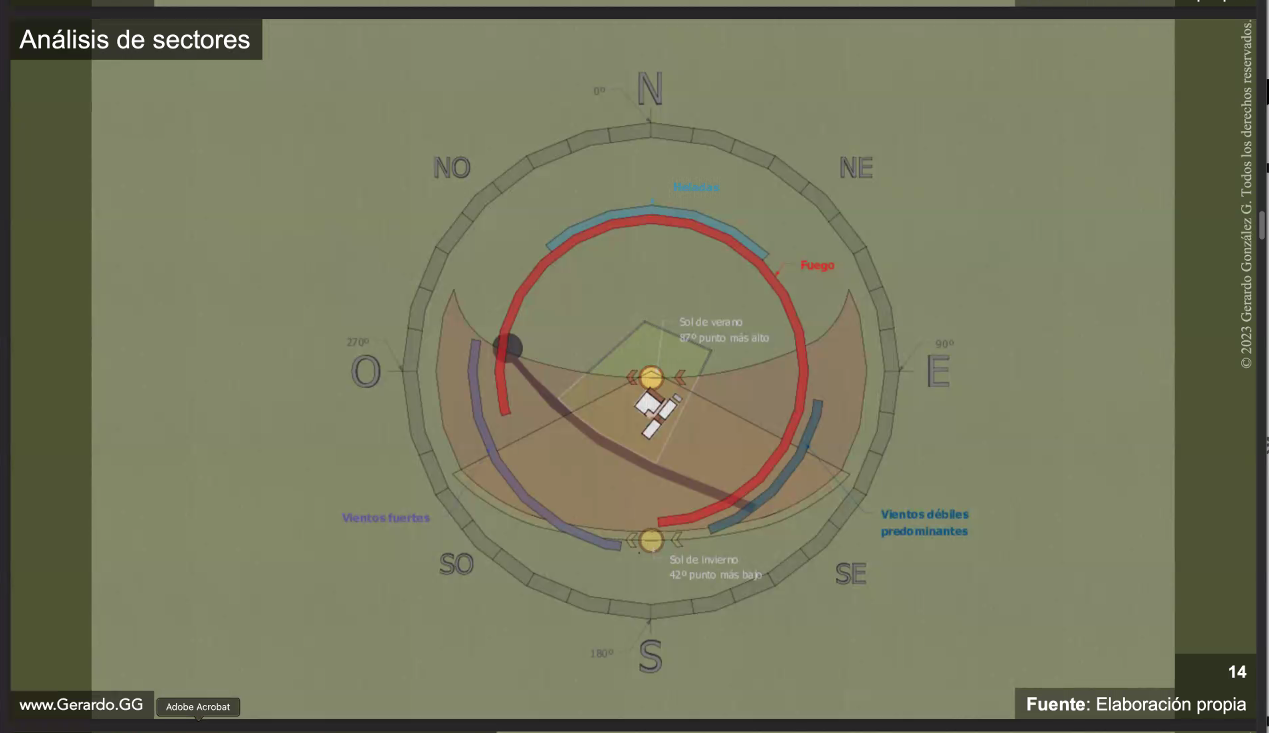 Análisis de sectores
© 2023 Gerardo González G. Todos los derechos reservados.
N
0º
NO
NE
Fuego
Sol de verano
87º punto más alto
270º
O
90º
E
Vientos fuertes
Vientos débiles
predominantes
SO
Sol de invierno
42º punto más bajo
SE
180º
S
14
www.Gerardo.GG
Adobe Acrobat
Fuente: Elaboración propia